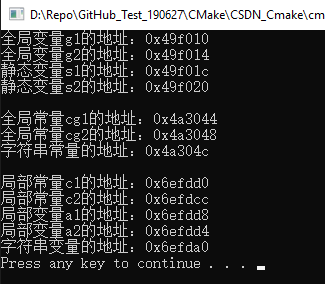 D:\Repo\GitHub_Test_190627\CMake\CSDN_Cmake\cm
全局变量g1的地址：0x49f010
全局变量g2的地址：0x49f014
静态变量s1的地址：0x49f01c
静态变量s2的地址：0x49f020
全局常量cg1的地址：0x4a3044
全局常量cg2的地址：0x4a3048
字符串常量的地址：0x4a304c
局部常量c1的地址：0x6efdd0
局部常量c2的地址：0x6efdcc
局部变量a1的地址：0x6efdd8
局部变量a2的地址：0x6efdd4
字符串变量的地址：0x6efda0
Press any key to continue . . .